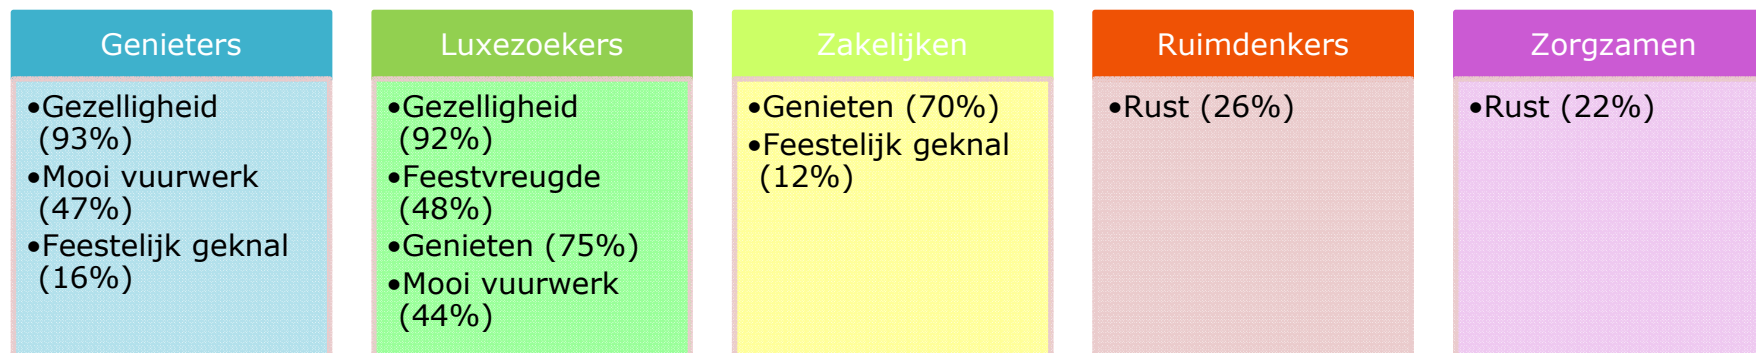 Genieters
•Gezelligheid
(93%)
•Mooi vuurwerk
(47%)
•Feestelijk geknal
(16%)
Luxezoekers
•Gezelligheid
(92%)
•Feestvreugde
(48%)
•Genieten (75%)
•Mooi vuurwerk
(44%)
Zakelijken
•Genieten (70%)
•Feestelijk geknal
(12%)
Ruimdenkers
•Rust (26%)
Zorgzamen
•Rust (22%)